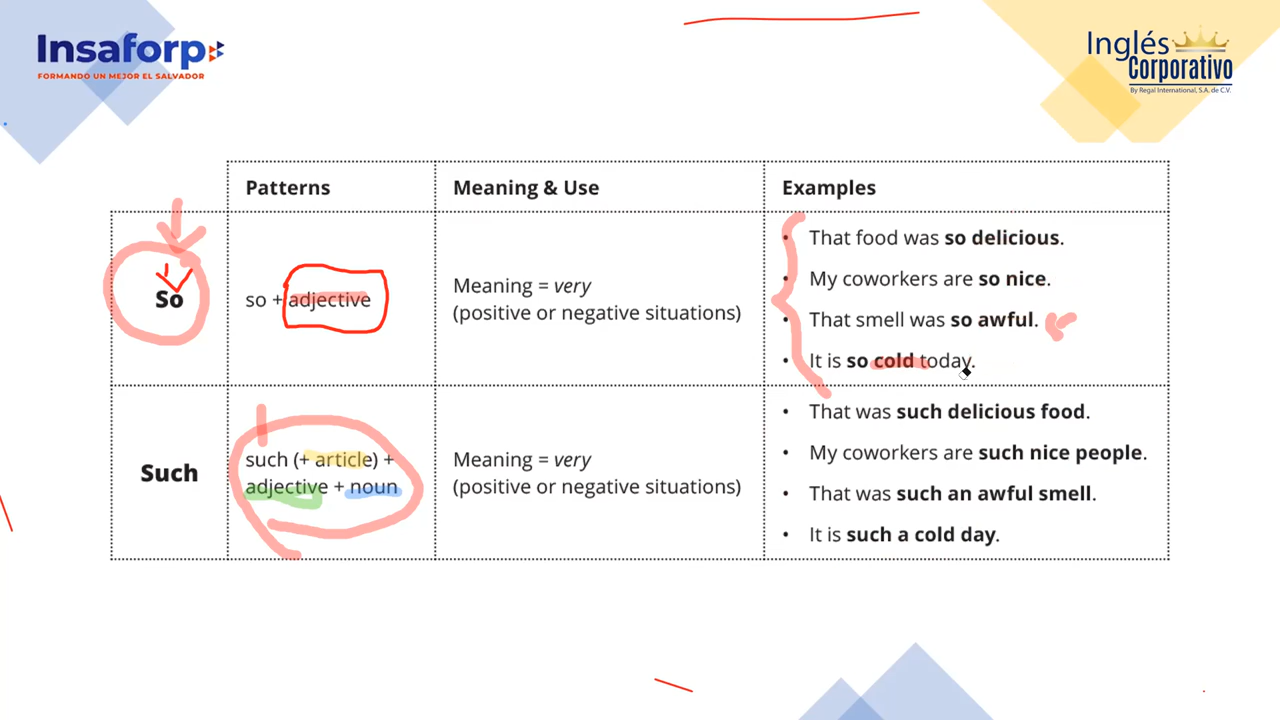 Insaforp
FORMANDO UN MEJOR EL SALVADOR
Inglés
Corporativo
By Regal International, S.A. de C.V.
Patterns
Meaning & Use
Examples
So
so + adjective
Meaning = very
(positive or negative situations)
• That food was so delicious.
• My coworkers are so nice.
• That smell was so awful.
• It is so cold today.
Such
such (+ article) +
adjective + noun
Meaning = very
(positive or negative situations)
• That was such delicious food.
• My coworkers are such nice people.
• That was such an awful smell.
• It is such a cold day.